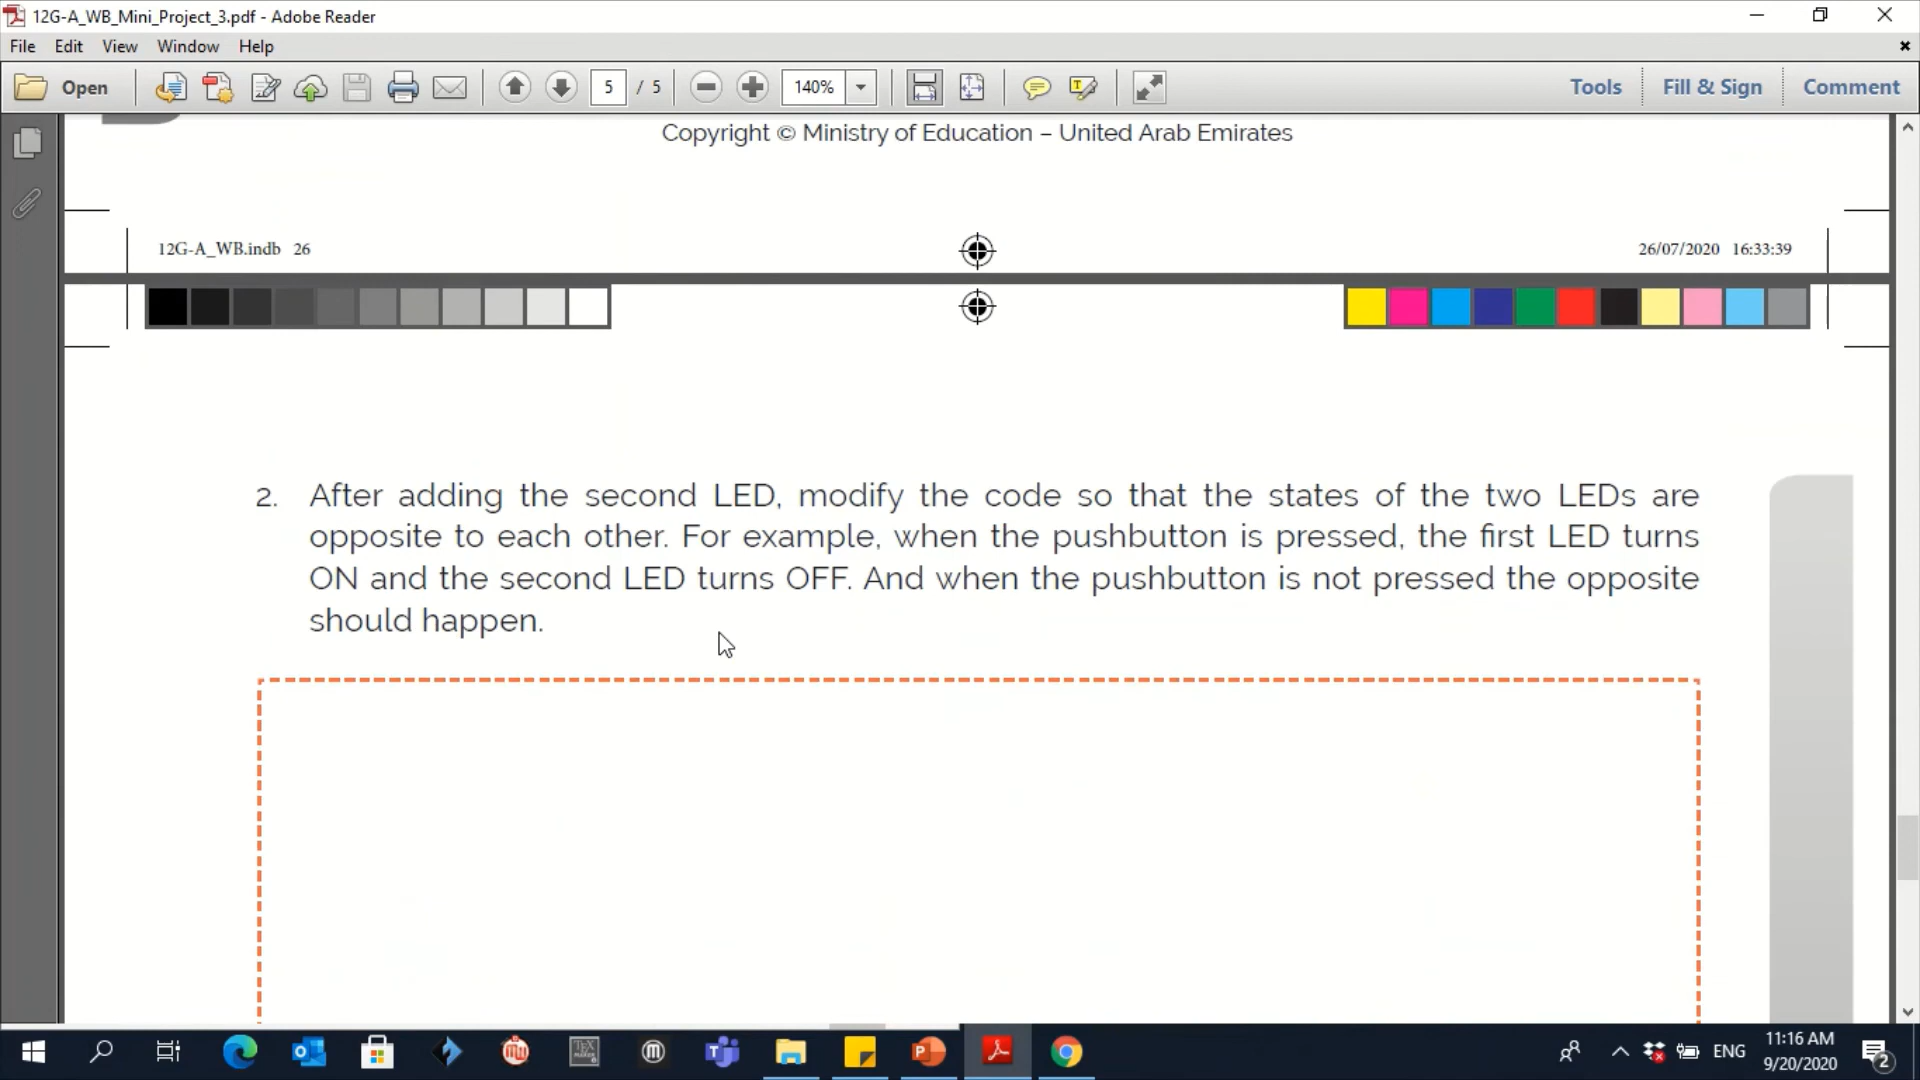 12G-A_WB_Mini_Project_3.pdf - Adobe Reader
File Edit View Window Help
Open 5 / 5 140% Tools Fill & Sign Comment
Copyright © Ministry of Education – United Arab Emirates
12G-A_WB.indb 26 26/07/2020 16:33:39
2. After adding the second LED, modify the code so that the states of the two LEDs are
opposite to each other. For example, when the pushbutton is pressed, the first LED turns
ON and the second LED turns OFF. And when the pushbutton is not pressed the opposite
should happen.
ENG 11:16 AM
9/20/2020 2